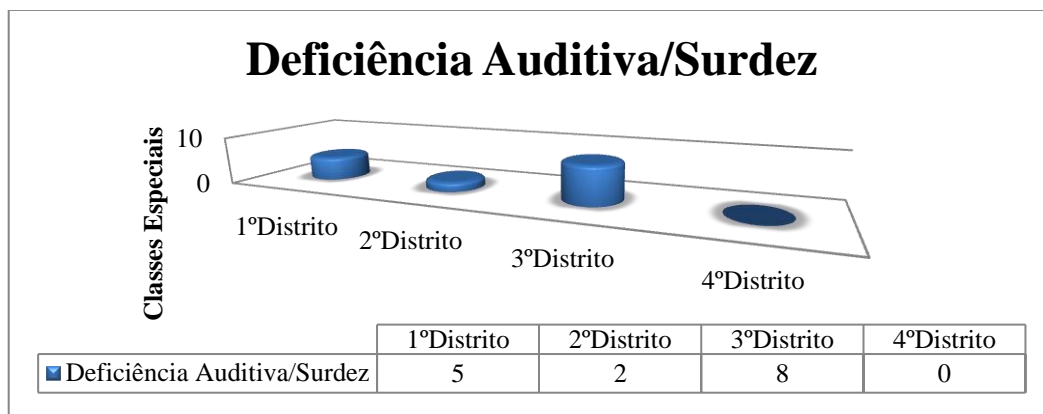 Deficiência Auditiva/Surdez
Classes Especiais
10
0
1ºDistrito
2ºDistrito
3ºDistrito
4ºDistrito
1ºDistrito 2ºDistrito 3ºDistrito 4ºDistrito
Deficiência Auditiva/Surdez 5 2 8 0